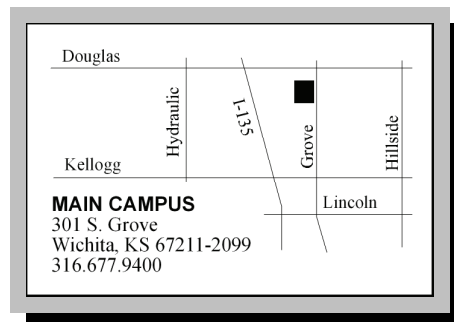 Douglas
Hydraulic
I-135
Grove
Hillside
Kellogg
Lincoln
MAIN CAMPUS
301 S. Grove
Wichita, KS 67211-2099
316.677.9400